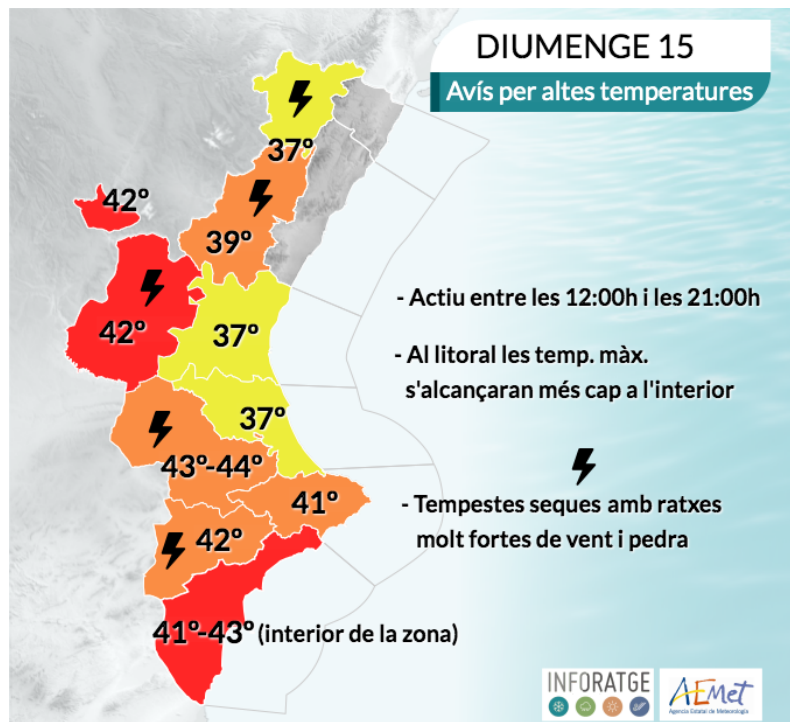 DIUMENGE 15
Avís per altes temperatures
37º
42º
39º
42º
37º
37º
43º-44º
41º
42º
41º-43º (interior de la zona)
- Actiu entre les 12:00h i les 21:00h
- Al litoral les temp. màx.
s'alcançaran més cap a l'interior
- Tempestes seques amb ratxes
molt fortes de vent i pedra
INFORATGE
AEMet
Agencia Estatal de Meteorología